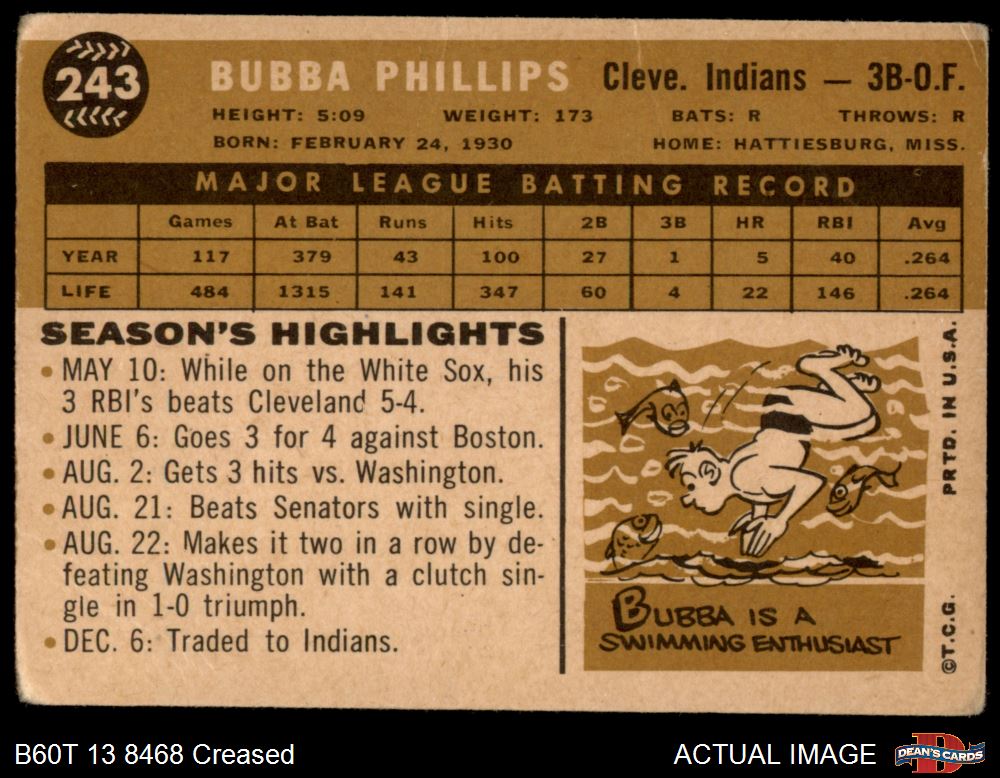 243
BUBBA PHILLIPS Cleve. Indians — 3B-O.F.
HEIGHT: 5:09 WEIGHT: 173 BATS: R THROWS: R
BORN: FEBRUARY 24, 1930 HOME: HATTIESBURG, MISS.
MAJOR LEAGUE BATTING RECORD
Games At Bat Runs Hits 2B 3B HR RBI Avg
YEAR 117 379 43 100 27 1 5 40 .264
LIFE 484 1315 141 347 60 4 22 146 .264
SEASON'S HIGHLIGHTS
• MAY 10: While on the White Sox, his
3 RBI's beats Cleveland 5-4.
• JUNE 6: Goes 3 for 4 against Boston.
• AUG. 2: Gets 3 hits vs. Washington.
• AUG. 21: Beats Senators with single.
• AUG. 22: Makes it two in a row by de-
feating Washington with a clutch sin-
gle in 1-0 triumph.
• DEC. 6: Traded to Indians.
BUBBA IS A
SWIMMING ENTHUSIAST
©T.C.G. PRTD. IN U.S.A.
B60T 13 8468 Creased
ACTUAL IMAGE
DEAN'S CARDS